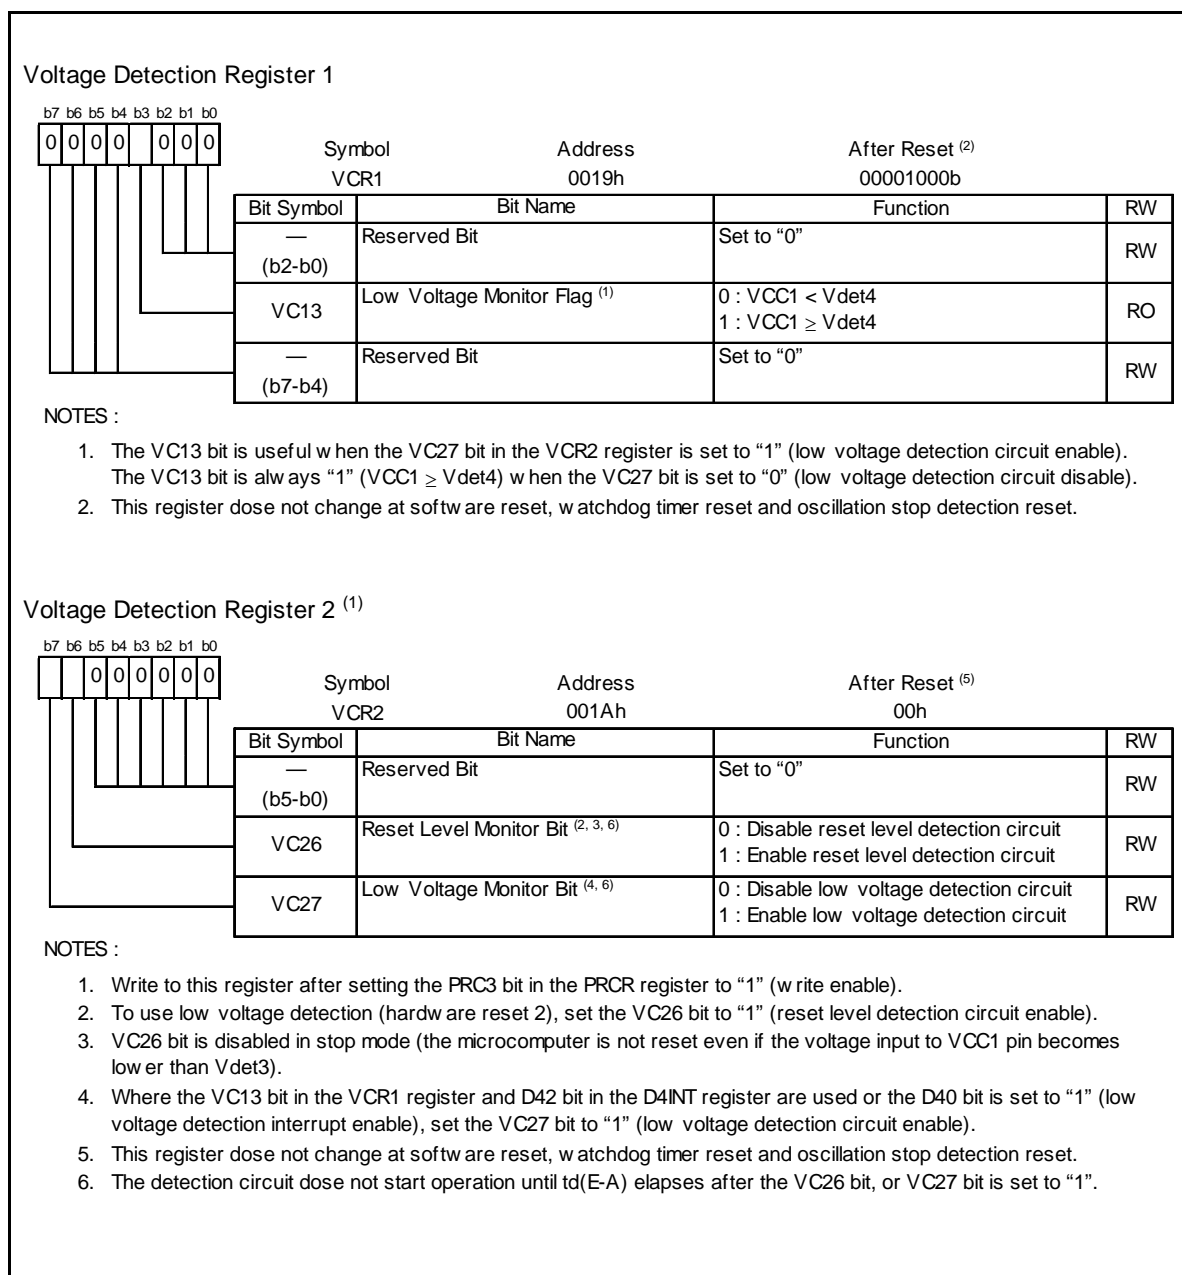 Voltage Detection Register 1
b7 b6 b5 b4 b3 b2 b1 b0
0 0 0 0 0 0 0
Symbol Address After Reset (2)
VCR1 0019h 00001000b
Bit Symbol Bit Name Function RW
— (b2-b0) Reserved Bit Set to “0” RW
VC13 Low Voltage Monitor Flag (1) 0 : VCC1 < Vdet4
1 : VCC1 ≥ Vdet4 RO
— (b7-b4) Reserved Bit Set to “0” RW
NOTES :
1. The VC13 bit is useful when the VC27 bit in the VCR2 register is set to “1” (low voltage detection circuit enable).
The VC13 bit is always “1” (VCC1 ≥ Vdet4) when the VC27 bit is set to “0” (low voltage detection circuit disable).
2. This register dose not change at software reset, watchdog timer reset and oscillation stop detection reset.
Voltage Detection Register 2 (1)
b7 b6 b5 b4 b3 b2 b1 b0
0 0 0 0 0 0
Symbol Address After Reset (5)
VCR2 001Ah 00h
Bit Symbol Bit Name Function RW
— (b5-b0) Reserved Bit Set to “0” RW
VC26 Reset Level Monitor Bit (2, 3, 6) 0 : Disable reset level detection circuit
1 : Enable reset level detection circuit RW
VC27 Low Voltage Monitor Bit (4, 6) 0 : Disable low voltage detection circuit
1 : Enable low voltage detection circuit RW
NOTES :
1. Write to this register after setting the PRC3 bit in the PRCR register to “1” (write enable).
2. To use low voltage detection (hardware reset 2), set the VC26 bit to “1” (reset level detection circuit enable).
3. VC26 bit is disabled in stop mode (the microcomputer is not reset even if the voltage input to VCC1 pin becomes
lower than Vdet3).
4. Where the VC13 bit in the VCR1 register and D42 bit in the D4INT register are used or the D40 bit is set to “1” (low
voltage detection interrupt enable), set the VC27 bit to “1” (low voltage detection circuit enable).
5. This register dose not change at software reset, watchdog timer reset and oscillation stop detection reset.
6. The detection circuit dose not start operation until td(E-A) elapses after the VC26 bit, or VC27 bit is set to “1”.